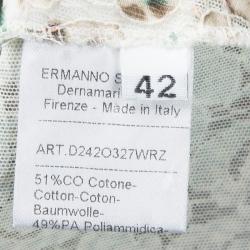 ERMANNO S
42
Dernamari
Firenze - Made in Italy
ART.D242O327WRZ
51%CO Cotone-
Cotton-Coton-
Baumwolle-
49%PA Poliammidica-